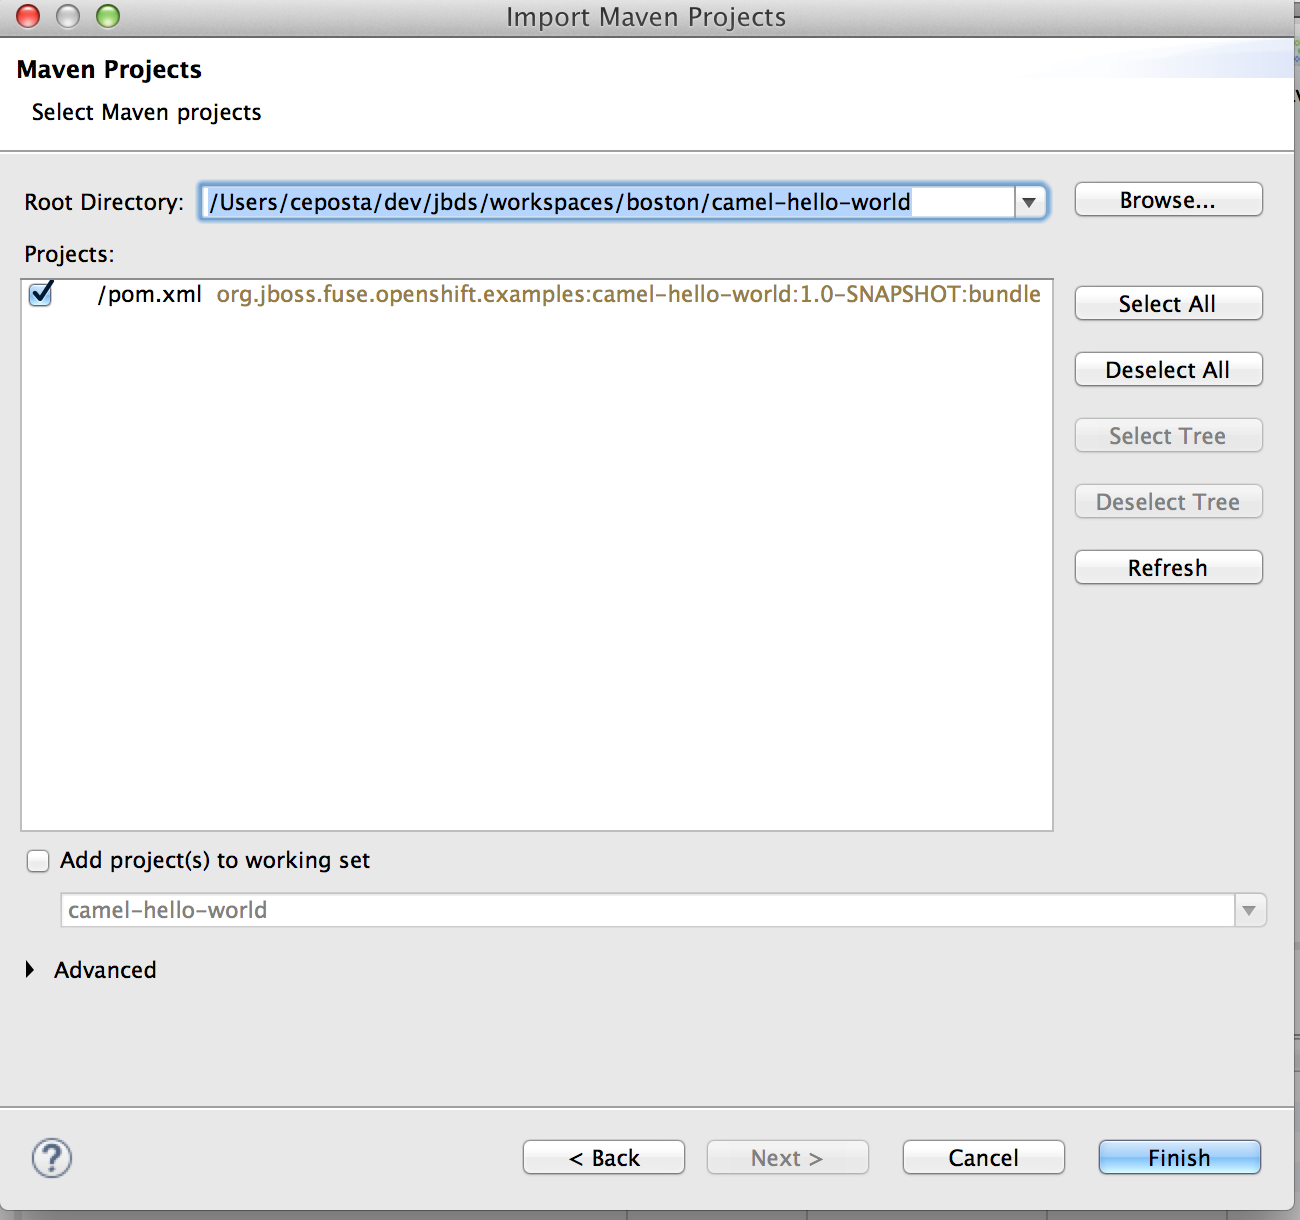 Import Maven Projects
Maven Projects
Select Maven projects
Root Directory: /Users/ceposta/dev/jbds/workspaces/boston/camel-hello-world Browse...
Projects:
/pom.xml org.jboss.fuse.openshift.examples:camel-hello-world:1.0-SNAPSHOT:bundle
Select All
Deselect All
Select Tree
Deselect Tree
Refresh
Add project(s) to working set
camel-hello-world
Advanced
? < Back Next > Cancel Finish